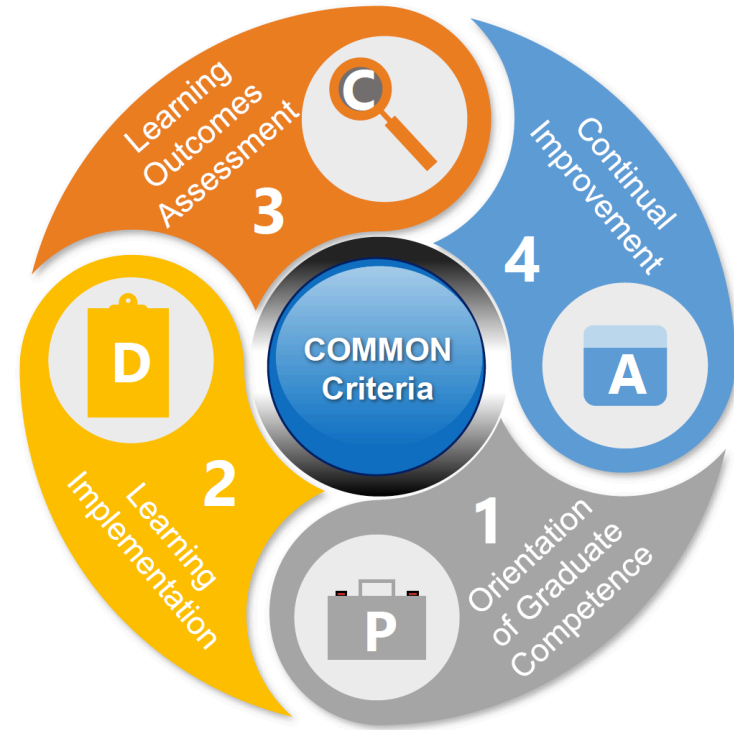 COMMON
Criteria
1
Orientation
of Graduate
Competence
P
2
Learning
Implementation
D
3
Learning
Outcomes
Assessment
C
4
Continual
Improvement
A